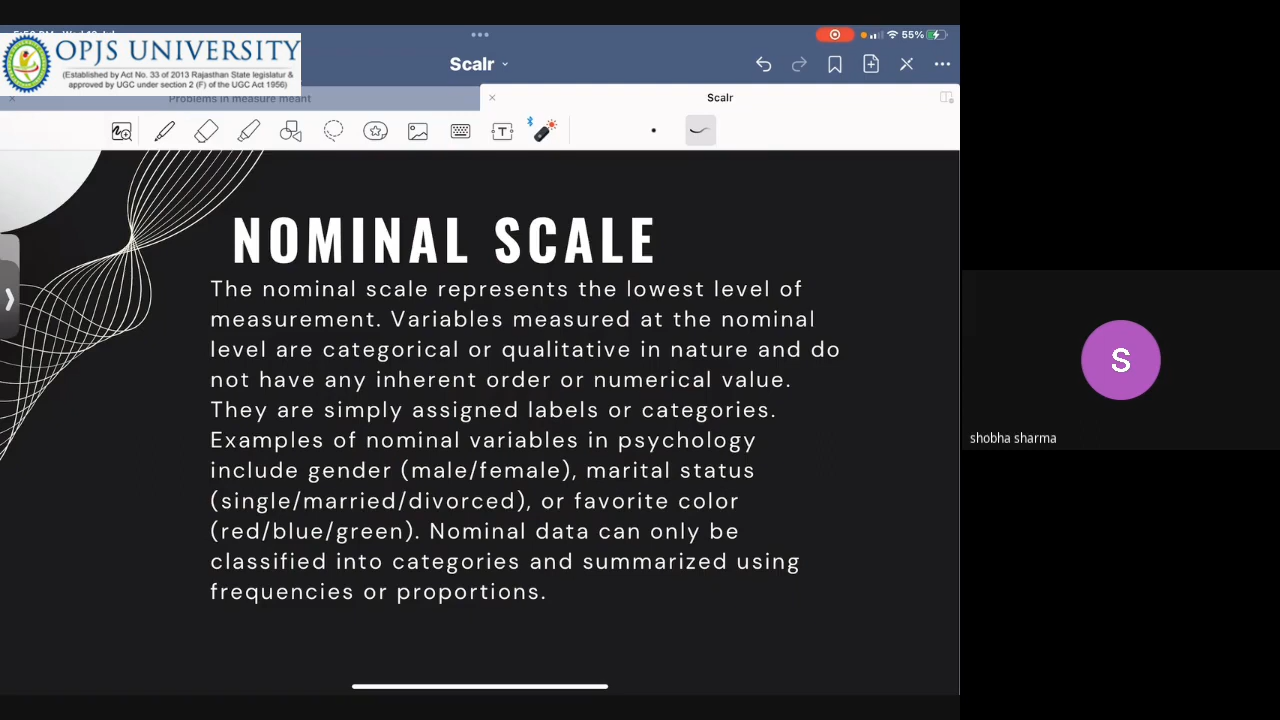 OPJS UNIVERSITY
(Established by Act No. 33 of 2013 Rajasthan State legislatur &
approved by UGC under section 2 (F) of the UGC Act 1956)
55%
Scalr
Problems in measure meant
Scalr
NOMINAL SCALE
The nominal scale represents the lowest level of
measurement. Variables measured at the nominal
level are categorical or qualitative in nature and do
not have any inherent order or numerical value.
They are simply assigned labels or categories.
Examples of nominal variables in psychology
include gender (male/female), marital status
(single/married/divorced), or favorite color
(red/blue/green). Nominal data can only be
classified into categories and summarized using
frequencies or proportions.
S
shobha sharma